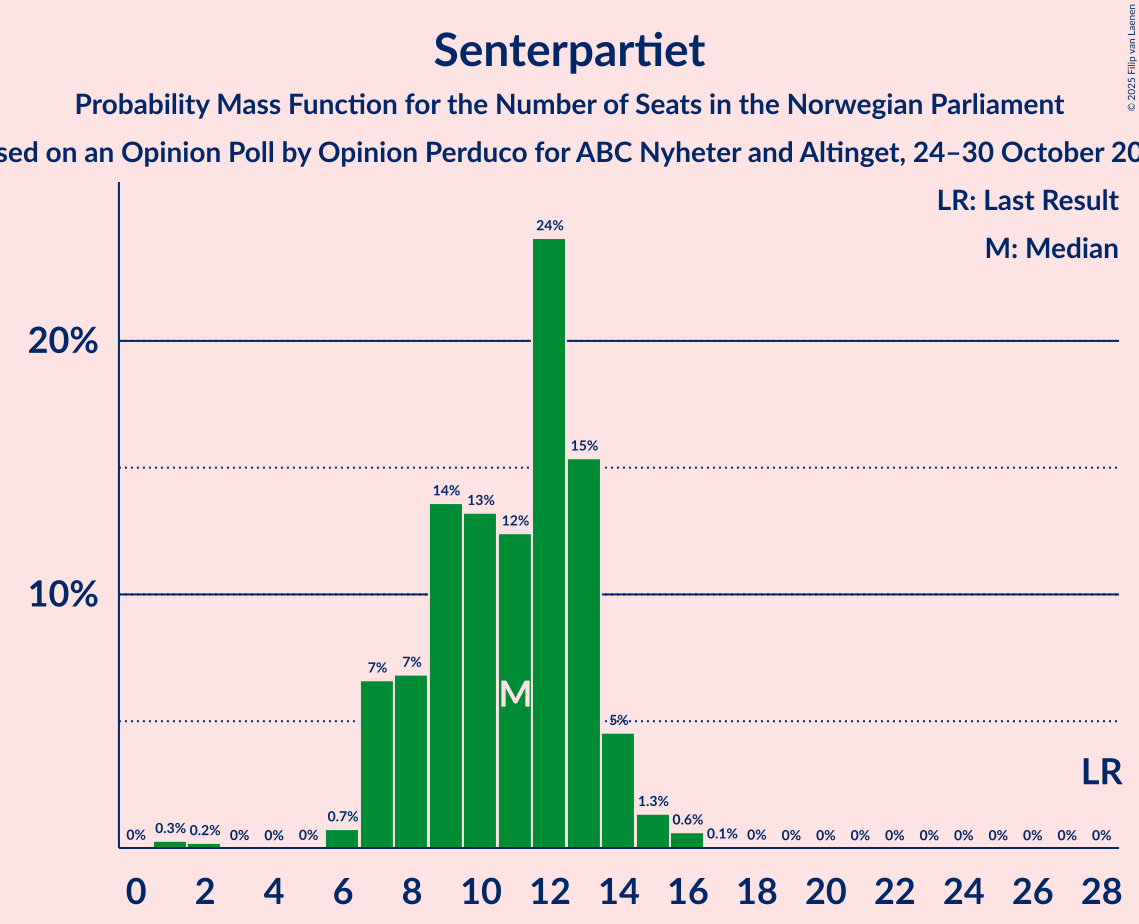 Senterpartiet
Probability Mass Function for the Number of Seats in the Norwegian Parliament
sed on an Opinion Poll by Opinion Perduco for ABC Nyheter and Altinget, 24–30 October 20
© 2025 Filip van Laenen
LR: Last Result
M: Median
20%
10%
0% 0.3% 0.2% 0% 0% 0% 0.7% 7% 7% 14% 13% 12% 24% 15% 5% 1.3% 0.6% 0.1% 0% 0% 0% 0% 0% 0% 0% 0% 0% 0% 0%
M
LR
0 2 4 6 8 10 12 14 16 18 20 22 24 26 28